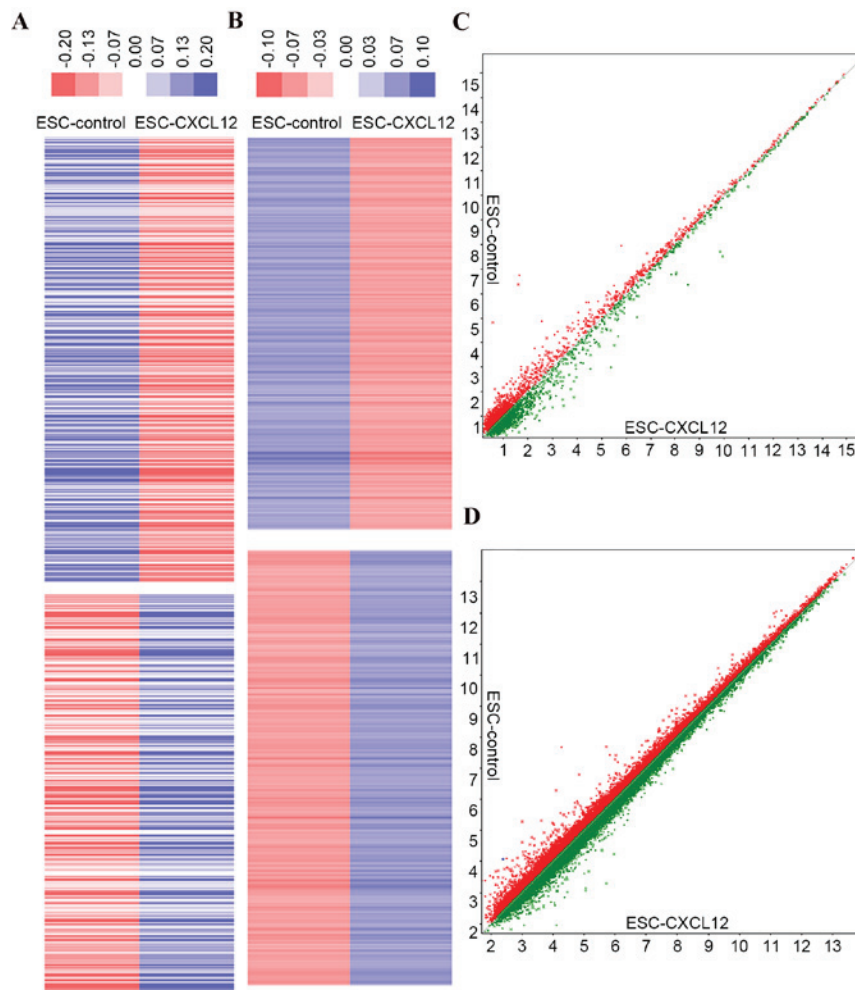 A
-0.20 -0.13 -0.07 0.00 0.07 0.13 0.20
ESC-control ESC-CXCL12
B
-0.10 -0.07 -0.03 0.00 0.03 0.07 0.10
ESC-control ESC-CXCL12
C
15
14
13
12
11
10
9
8
7
6
5
4
3
2
1
ESC-control
ESC-CXCL12
1 2 3 4 5 6 7 8 9 10 11 12 13 14 15
D
13
12
11
10
9
8
7
6
5
4
3
2
ESC-control
ESC-CXCL12
2 3 4 5 6 7 8 9 10 11 12 13